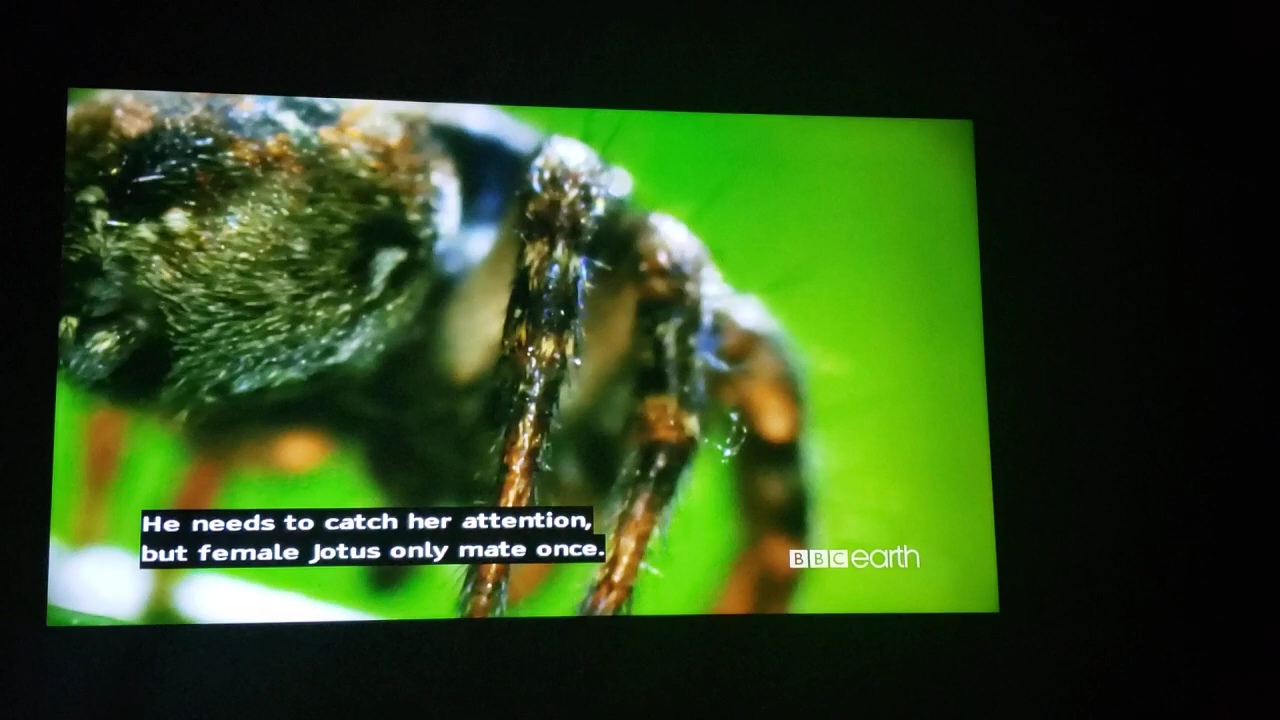 He needs to catch her attention,
but female Jotus only mate once.
BBC earth